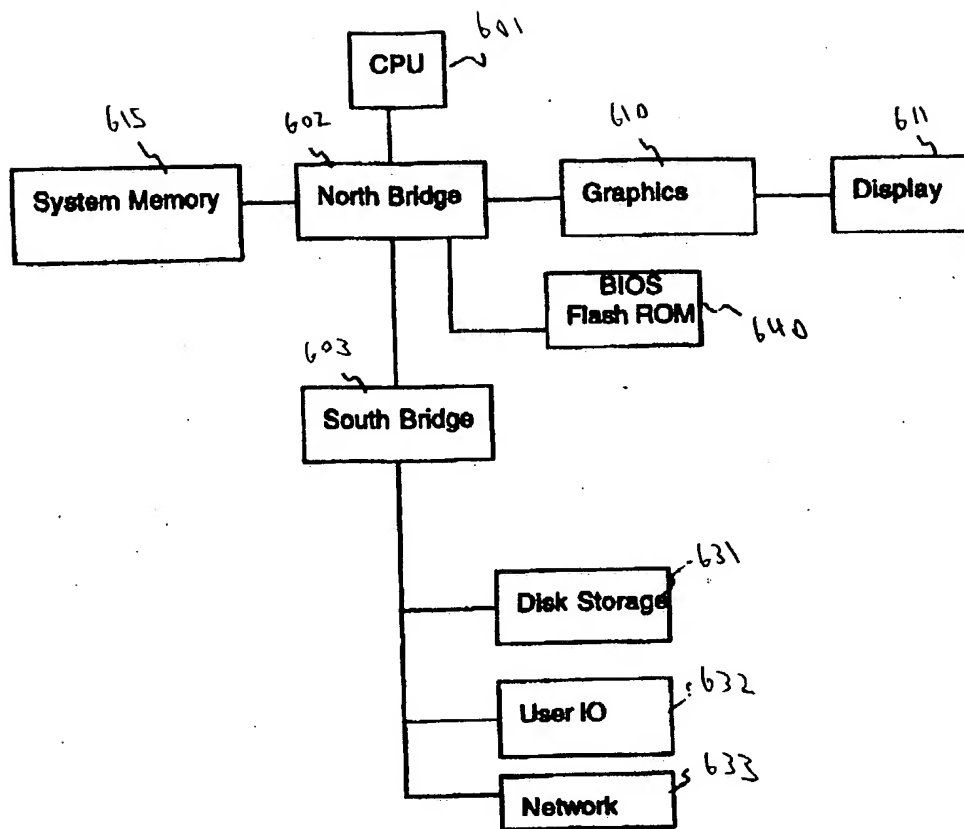 601
CPU
615
602
610
611
System Memory
North Bridge
Graphics
Display
BIOS
Flash ROM
640
603
South Bridge
631
Disk Storage
632
User IO
633
Network